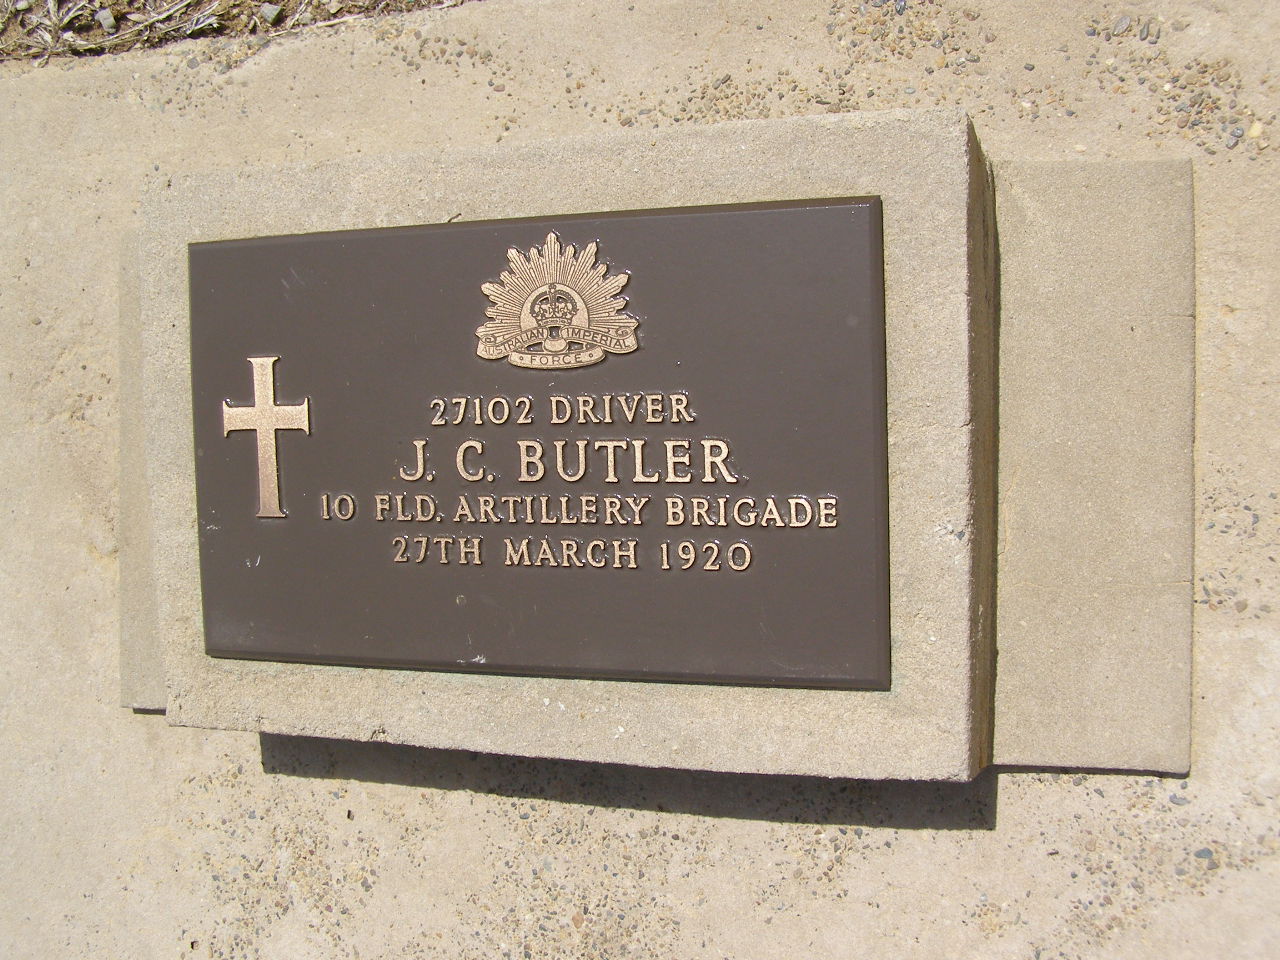 AUSTRALIAN IMPERIAL
FORCE
27102 DRIVER
J. C. BUTLER
10 FLD. ARTILLERY BRIGADE
27TH MARCH 1920